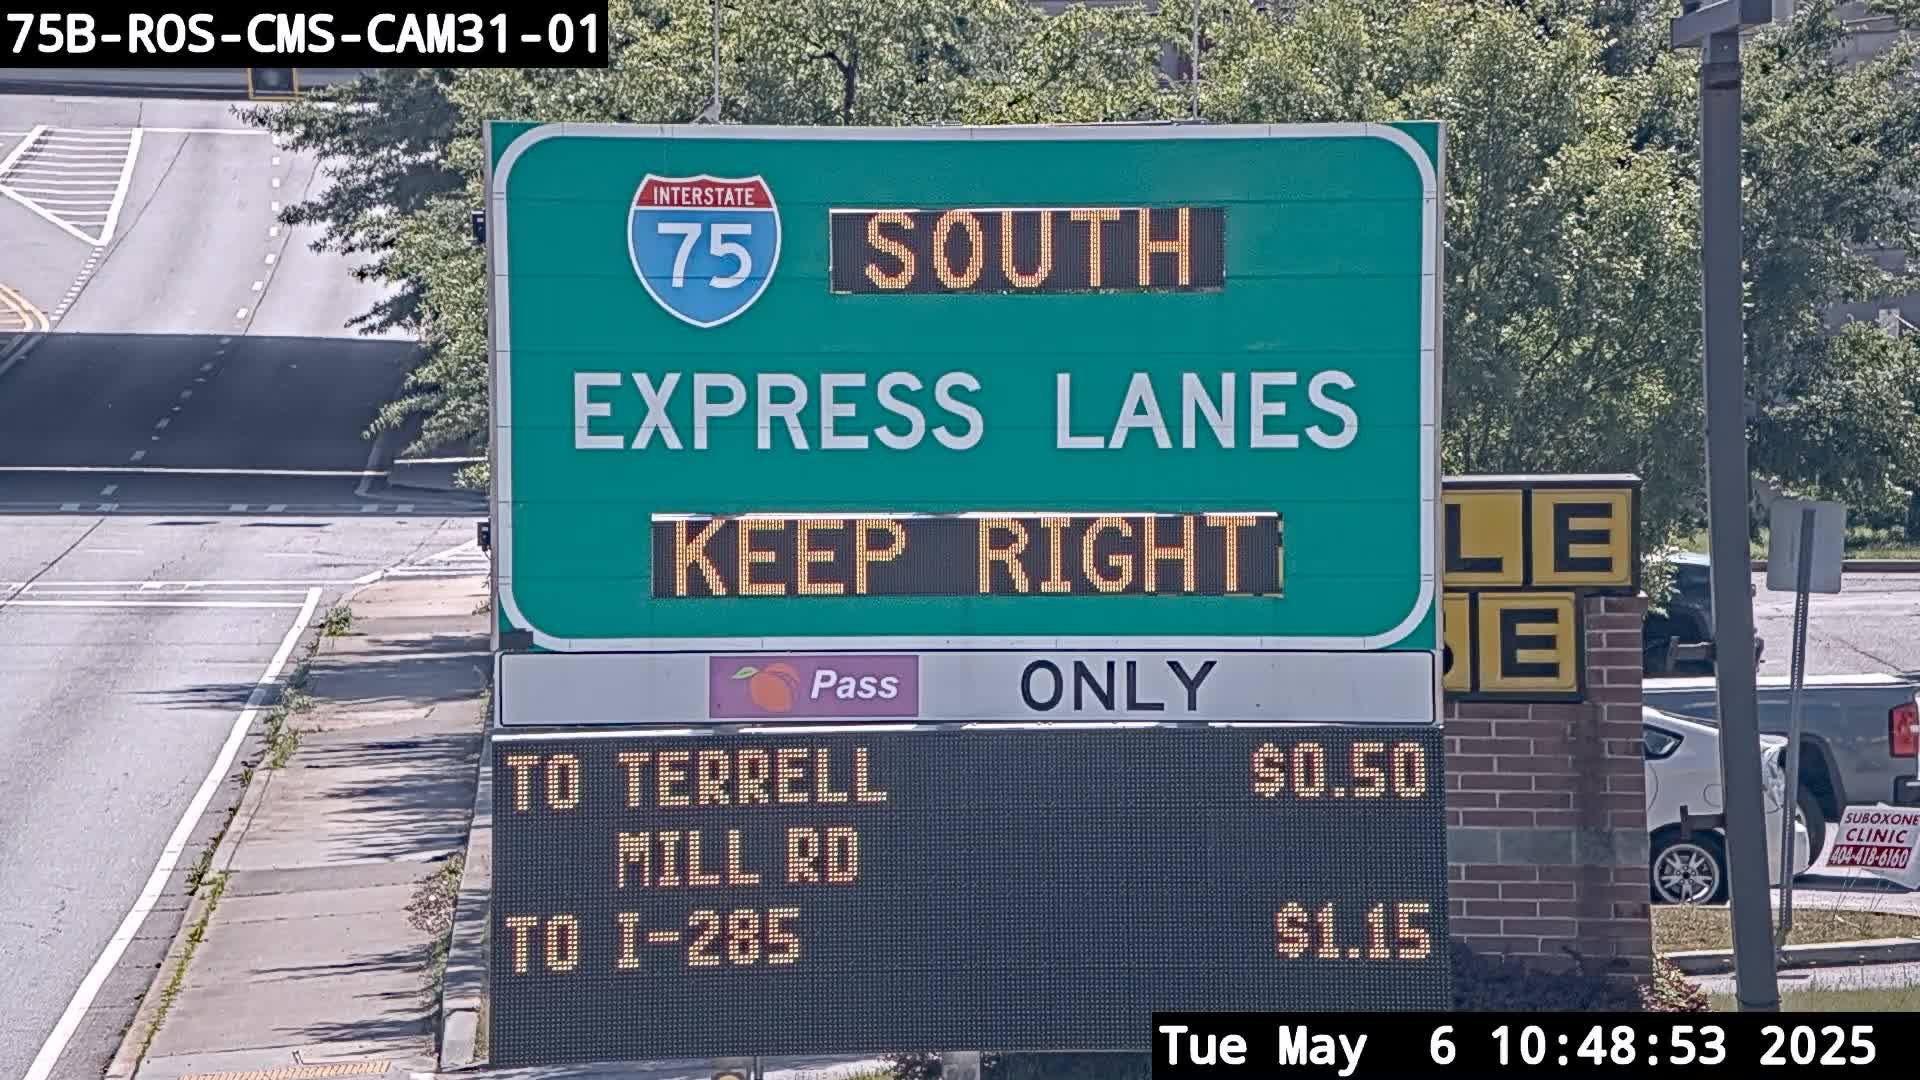 75B-ROS-CMS-CAM31-01
INTERSTATE
75
SOUTH
EXPRESS LANES
KEEP RIGHT
Pass ONLY
TO TERRELL $0.50
MILL RD
TO I-285 $1.15
LE
E
SUBOXONE
CLINIC
404-418-6160
Tue May 6 10:48:53 2025